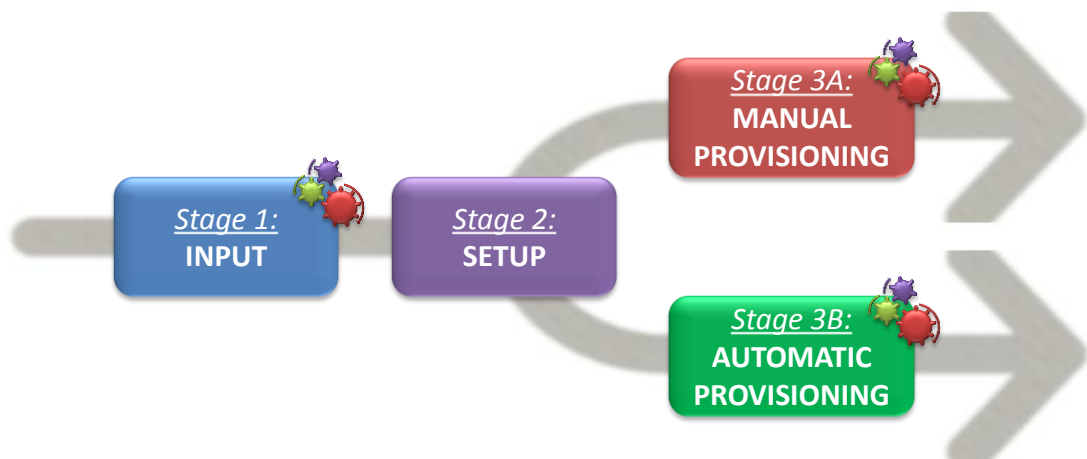 Stage 1:
INPUT
Stage 2:
SETUP
Stage 3A:
MANUAL
PROVISIONING
Stage 3B:
AUTOMATIC
PROVISIONING